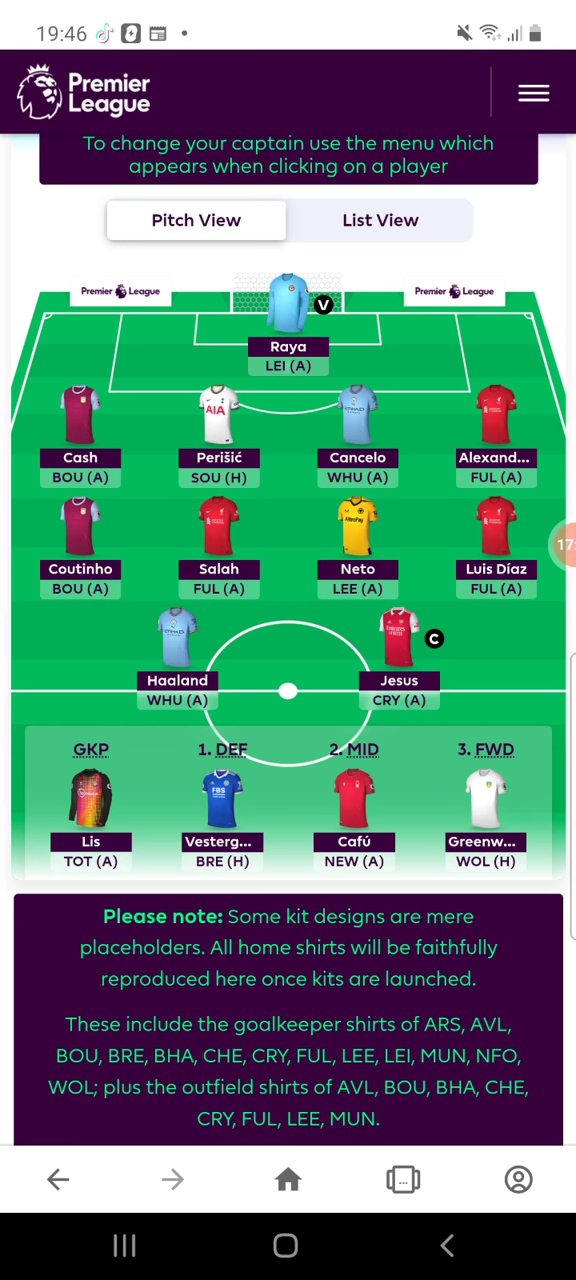 19:46
Premier
League
To change your captain use the menu which
appears when clicking on a player
Pitch View
List View
Premier League
Premier League
V
Raya
LEI (A)
AIA
Cash
Perišić
Cancelo
Alexand...
BOU (A)
SOU (H)
WHU (A)
FUL (A)
Coutinho
Salah
Neto
Luis Díaz
BOU (A)
FUL (A)
LEE (A)
FUL (A)
17:
C
Haaland
Jesus
WHU (A)
CRY (A)
GKP
1. DEF
2. MID
3. FWD
FBS
Lis
Vesterg...
Cafú
Greenw...
TOT (A)
BRE (H)
NEW (A)
WOL (H)
Please note: Some kit designs are mere
placeholders. All home shirts will be faithfully
reproduced here once kits are launched.
These include the goalkeeper shirts of ARS, AVL,
BOU, BRE, BHA, CHE, CRY, FUL, LEE, LEI, MUN, NFO,
WOL; plus the outfield shirts of AVL, BOU, BHA, CHE,
CRY, FUL, LEE, MUN.